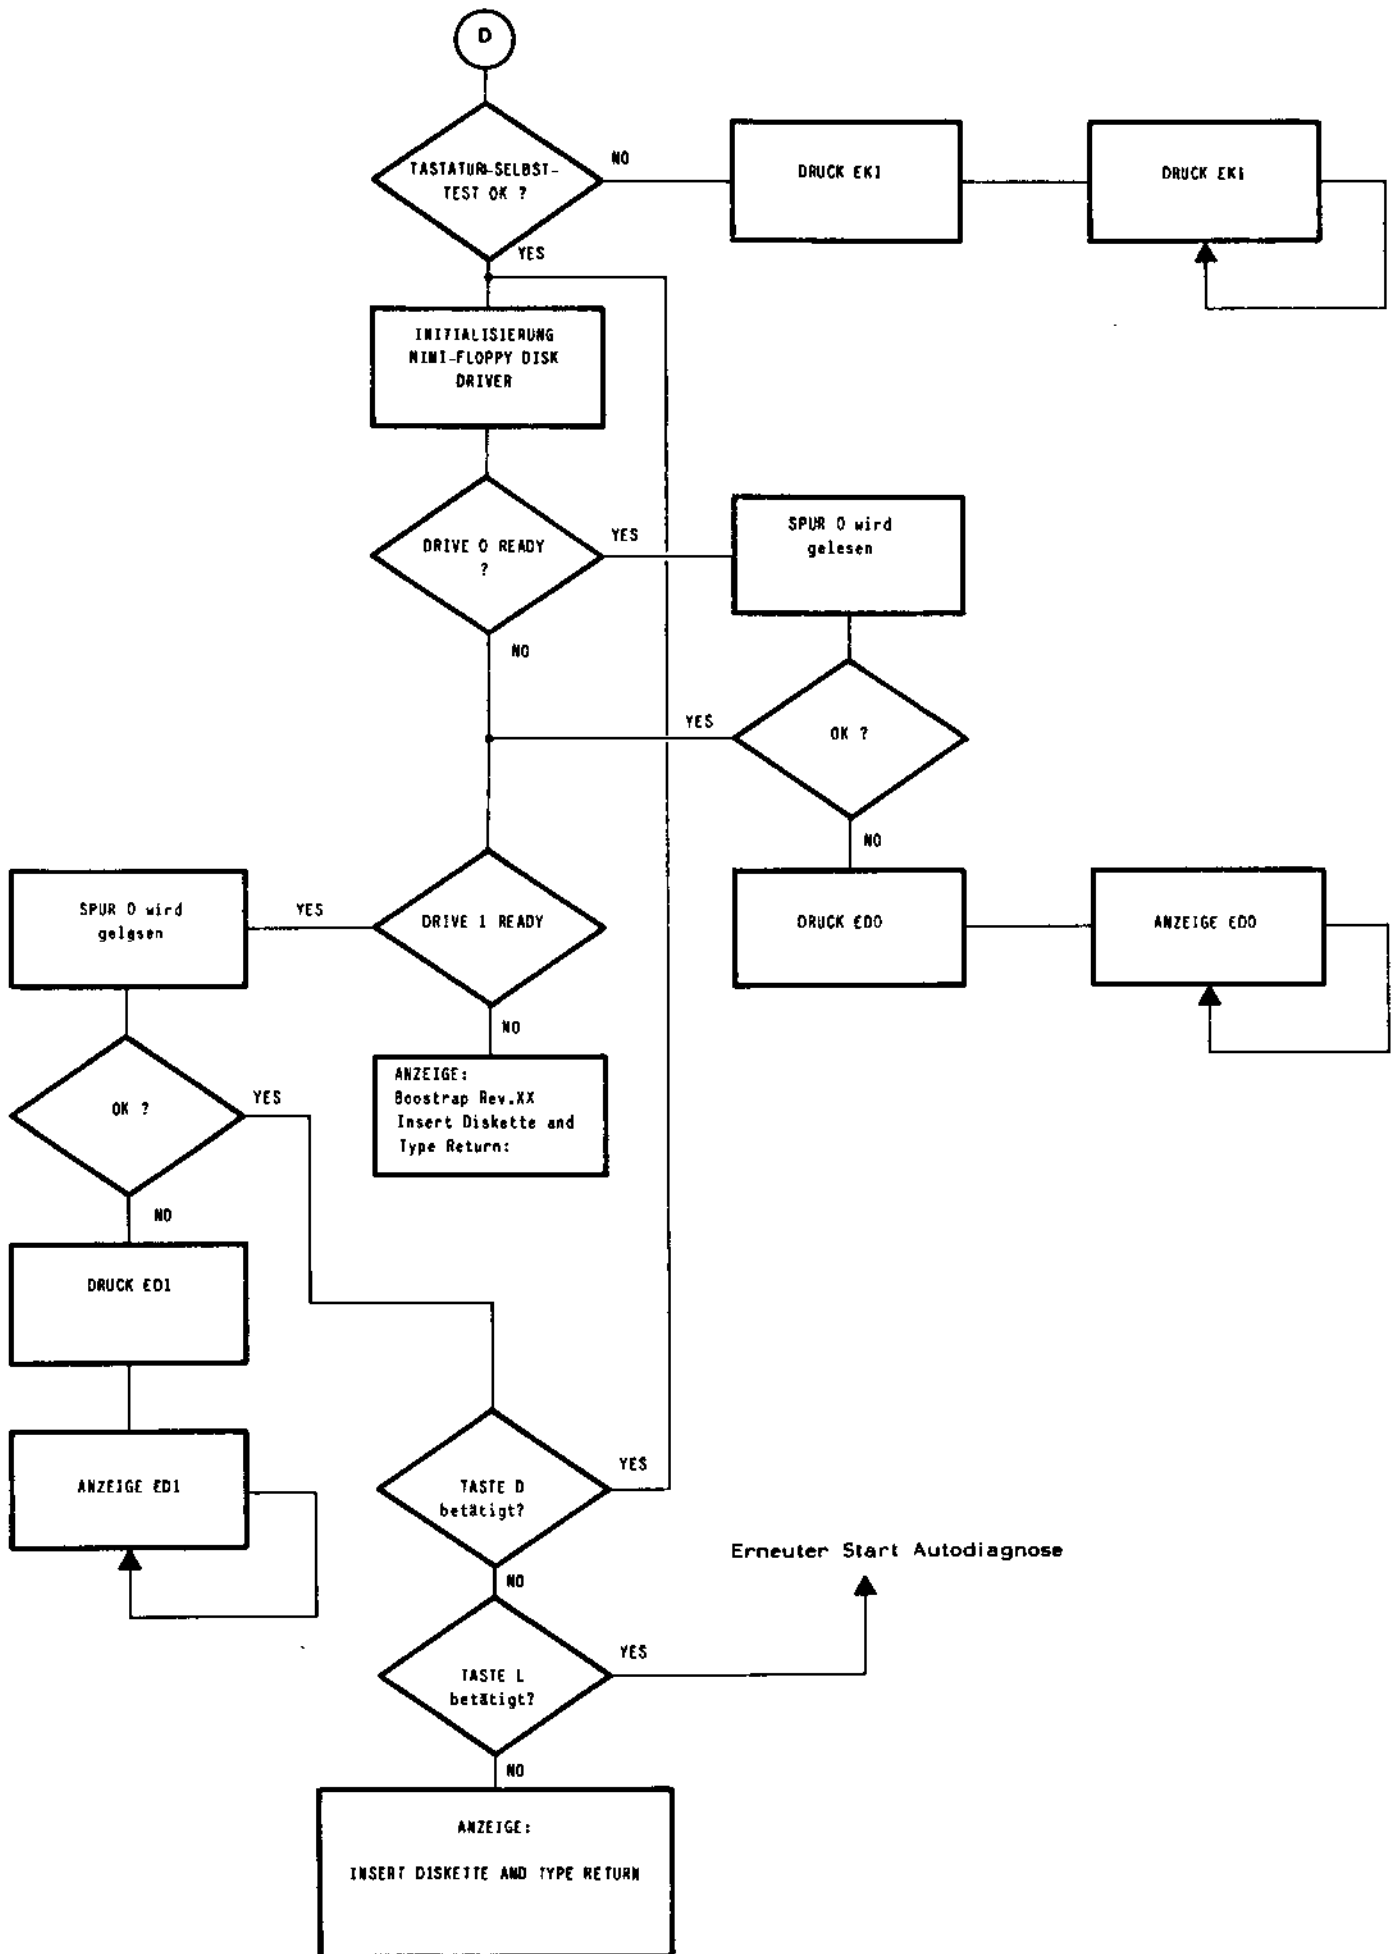 D
TASTATUR-SELBST-
TEST OK ?
NO
DRUCK EK1
DRUCK EK1
YES
INITIALISIERUNG
MINI-FLOPPY DISK
DRIVER
DRIVE 0 READY
?
YES
SPUR 0 wird
gelesen
NO
YES
OK ?
NO
SPUR 0 wird
gelesen
YES
DRIVE 1 READY
DRUCK ED0
ANZEIGE ED0
NO
ANZEIGE:
Boostrap Rev.XX
Insert Diskette and
Type Return:
OK ?
YES
NO
DRUCK ED1
ANZEIGE ED1
TASTE D
betätigt?
YES
Erneuter Start Autodiagnose
NO
TASTE L
betätigt?
YES
NO
ANZEIGE:
INSERT DISKETTE AND TYPE RETURN